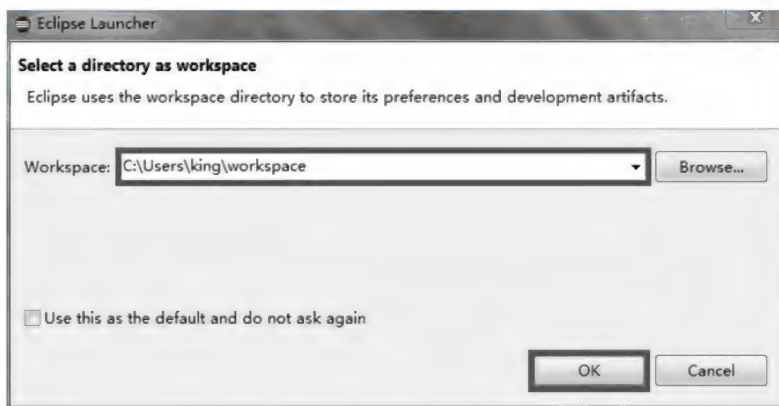 Eclipse Launcher
Select a directory as workspace
Eclipse uses the workspace directory to store its preferences and development artifacts.
Workspace: C:\Users\king\workspace Browse...
Use this as the default and do not ask again
OK Cancel